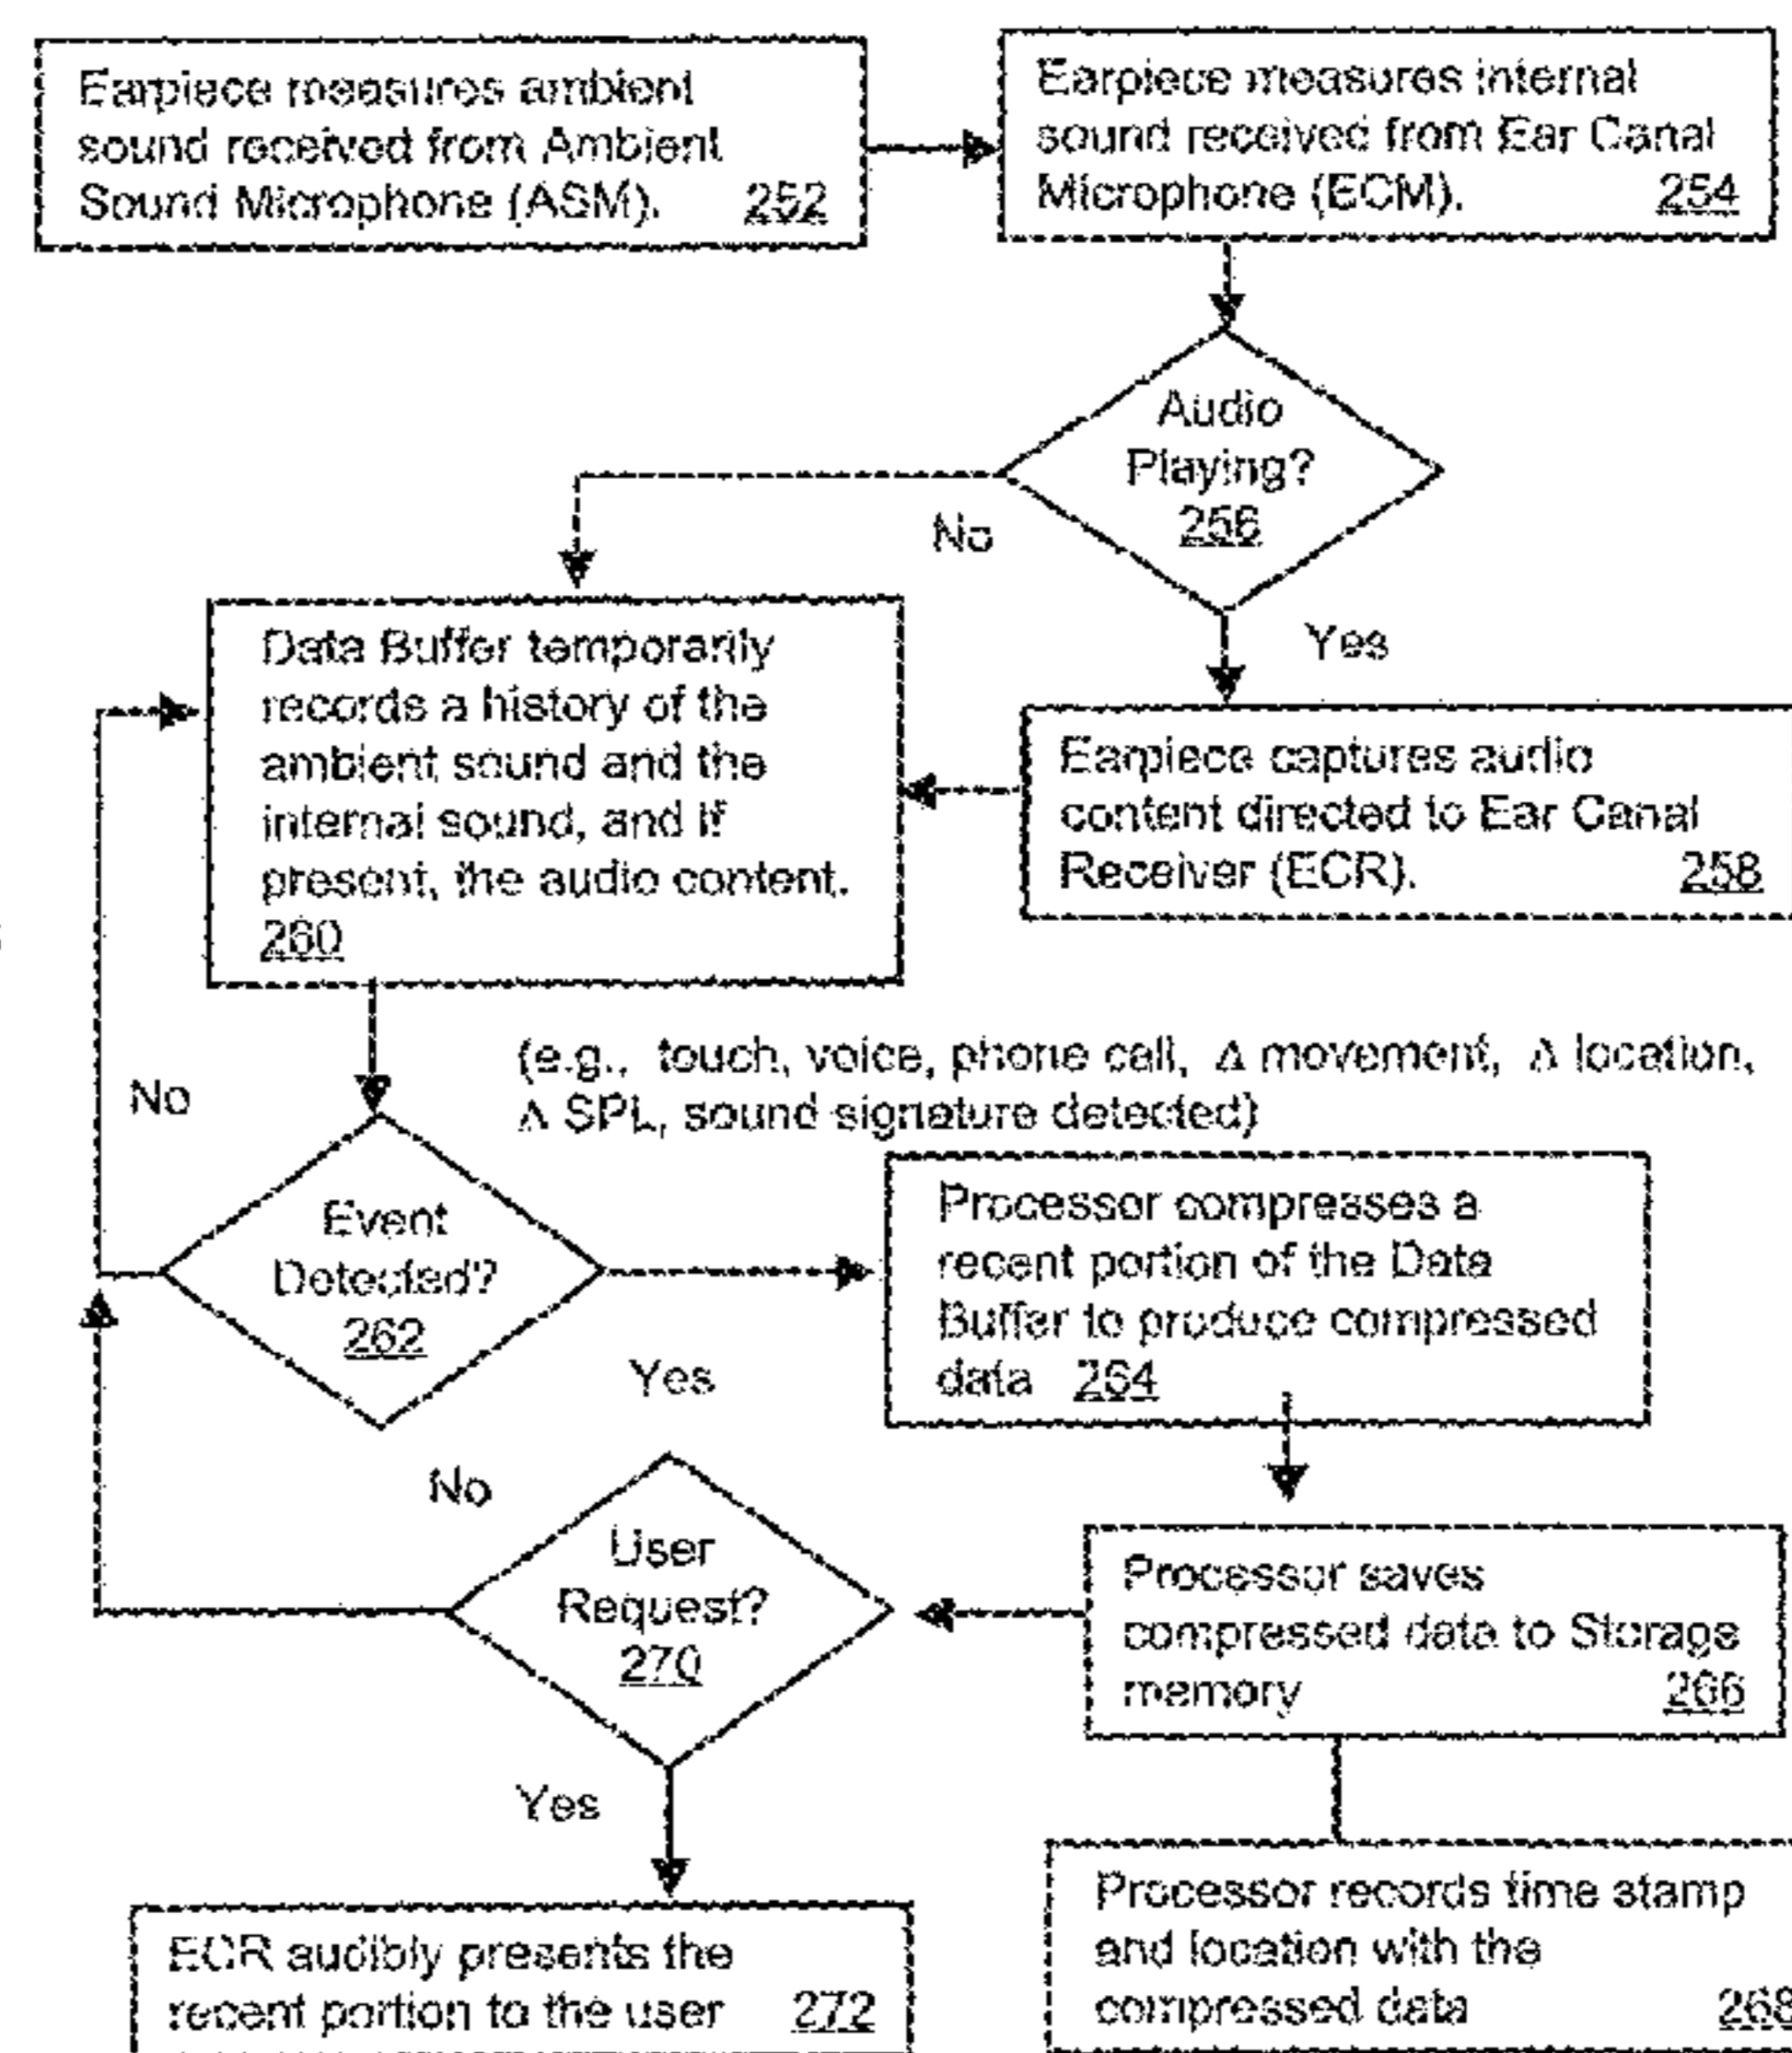 Earpiece measures ambient
sound received from Ambient
Sound Microphone (ASM). 252
Earpiece measures internal
sound received from Ear Canal
Microphone (ECM). 254
Audio
Playing?
256
No
Yes
Data Buffer temporarily
records a history of the
ambient sound and the
internal sound, and if
present, the audio content.
260
Earpiece captures audio
content directed to Ear Canal
Receiver (ECR). 258
No
(e.g., touch, voice, phone call, Δ movement, Δ location,
Δ SPL, sound signature detected)
Event
Detected?
262
Yes
Processor compresses a
recent portion of the Data
Buffer to produce compressed
data 264
No
User
Request?
270
Processor saves
compressed data to Storage
memory 266
Yes
ECR audibly presents the
recent portion to the user 272
Processor records time stamp
and location with the
compressed data 268